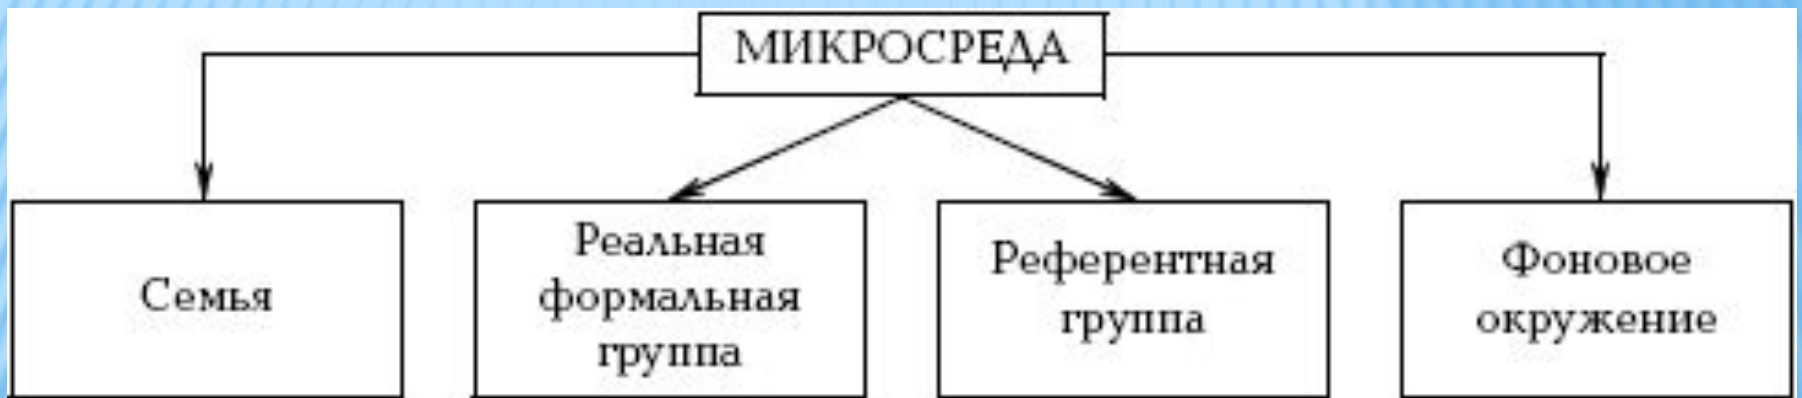 МИКРОСРЕДА
Семья
Реальная
формальная
группа
Референтная
группа
Фоновое
окружение